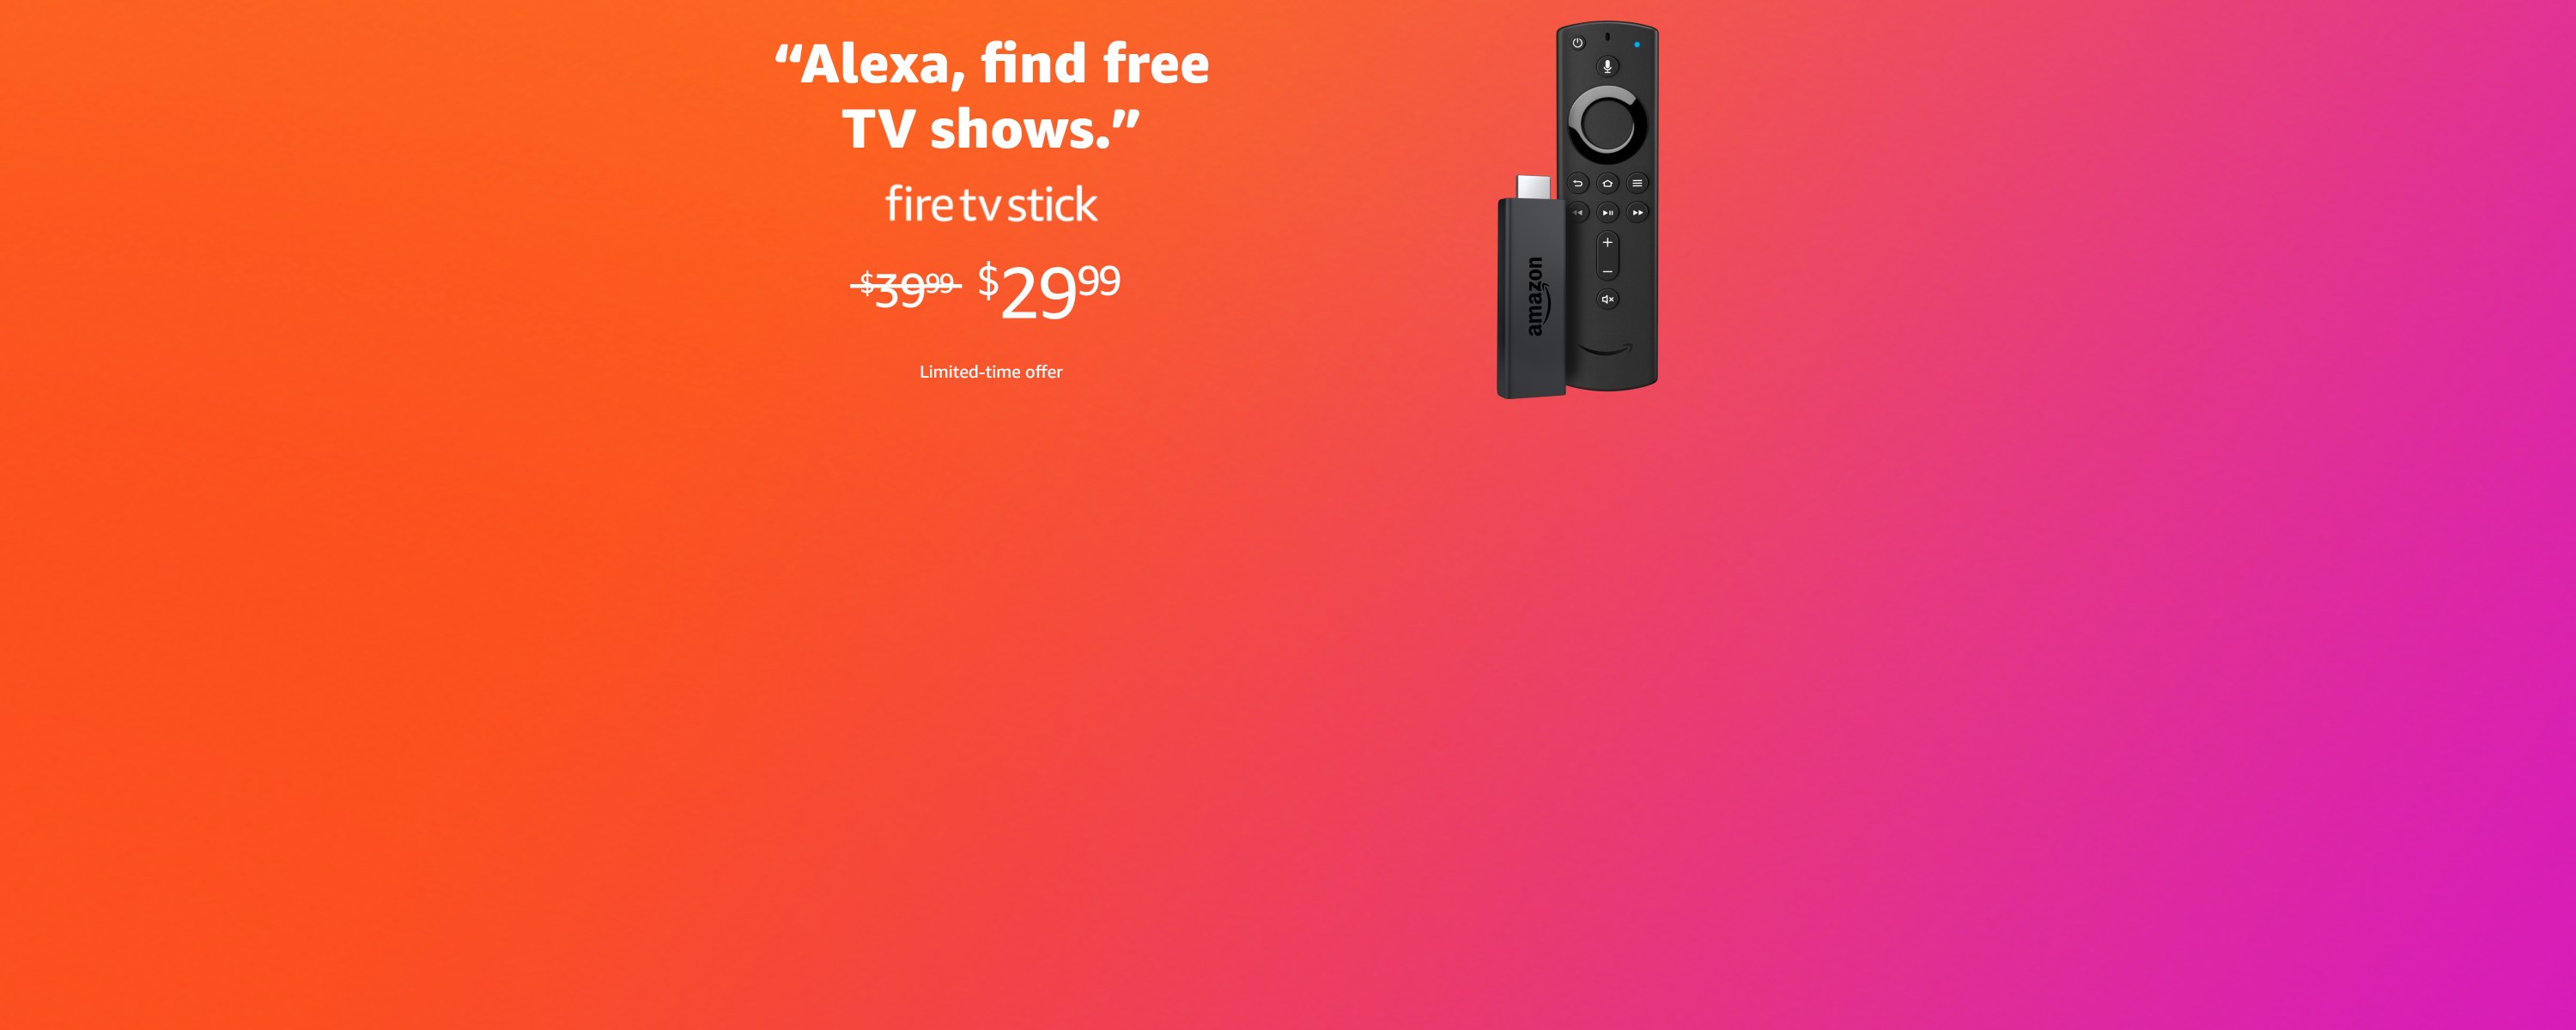 “Alexa, find free
TV shows.”
fire tv stick
$39.99 $29.99
Limited-time offer
amazon